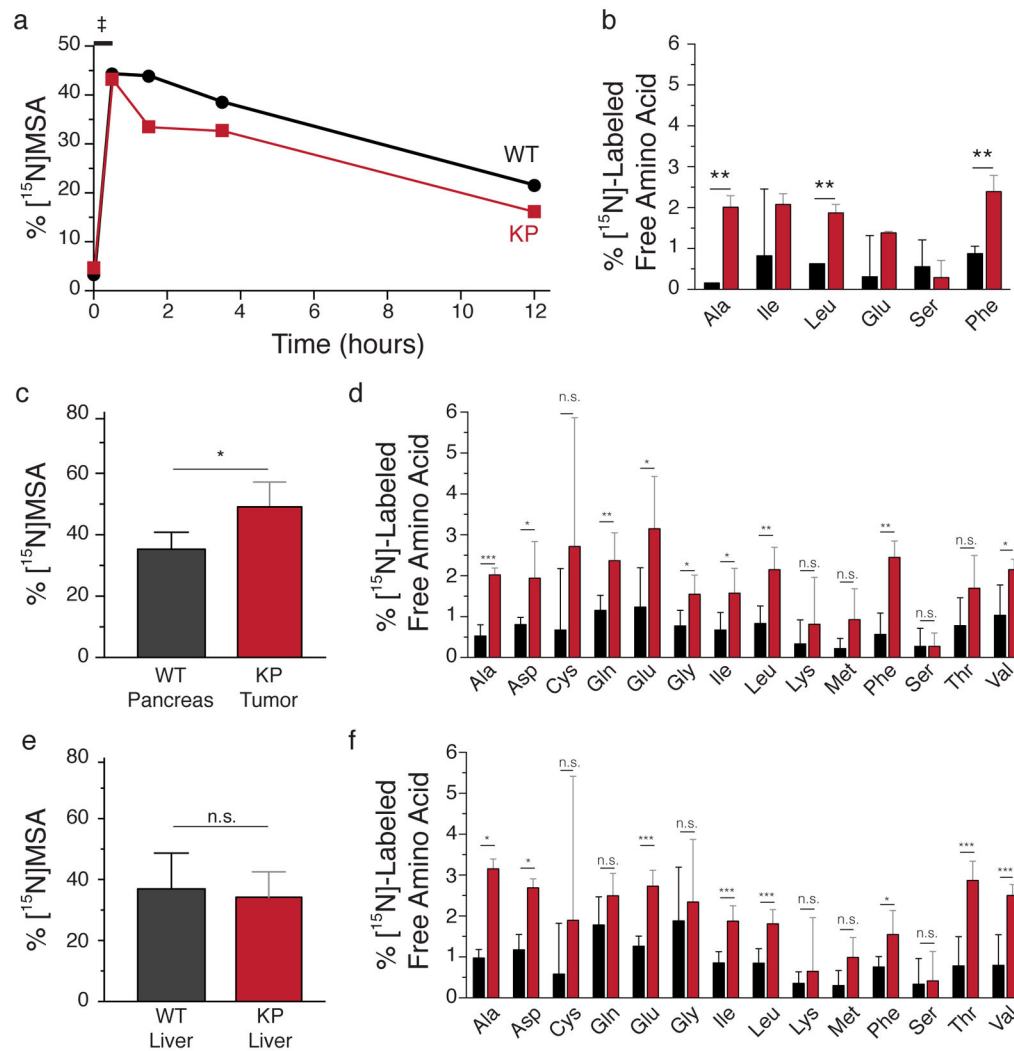 a
‡
50
40
30
20
10
0
% [¹⁵N]MSA
WT
KP
0 2 4 6 8 10 12
Time (hours)
b
% [¹⁵N]-Labeled
Free Amino Acid
6
5
4
3
2
1
0
** ** **
Ala Ile Leu Glu Ser Phe
c
% [¹⁵N]MSA
80
60
40
20
0
*
WT KP
Pancreas Tumor
d
% [¹⁵N]-Labeled
Free Amino Acid
6
5
4
3
2
1
0
*** * n.s. ** * * * ** n.s. n.s. ** n.s. n.s. *
Ala Asp Cys Gln Glu Gly Ile Leu Lys Met Phe Ser Thr Val
e
% [¹⁵N]MSA
80
60
40
20
0
n.s.
WT KP
Liver Liver
f
% [¹⁵N]-Labeled
Free Amino Acid
6
5
4
3
2
1
0
* * n.s. n.s. *** n.s. *** *** n.s. n.s. * n.s. *** ***
Ala Asp Cys Gln Glu Gly Ile Leu Lys Met Phe Ser Thr Val